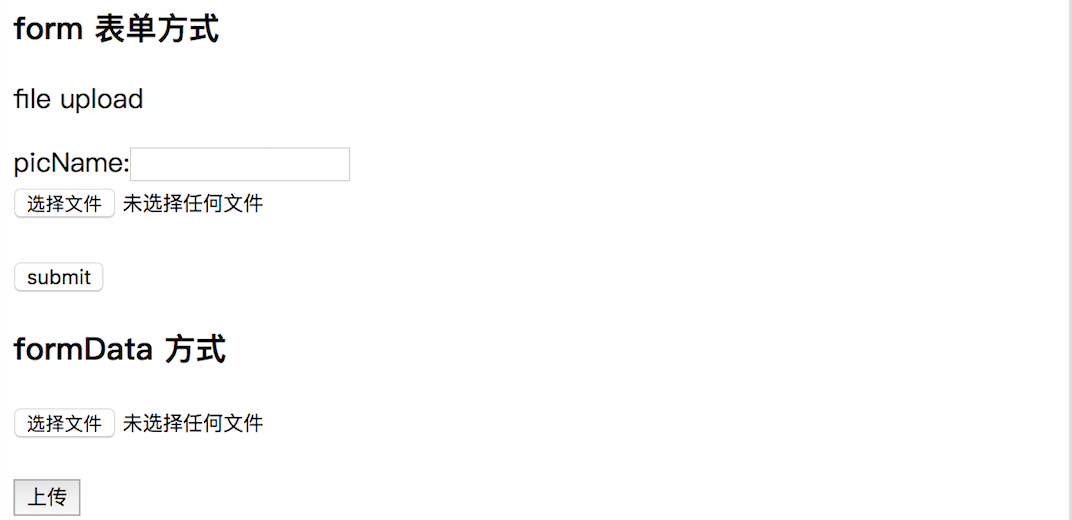 form 表单方式
file upload
picName:
选择文件 未选择任何文件
submit
formData 方式
选择文件 未选择任何文件
上传